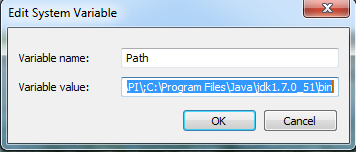 Edit System Variable
Variable name: Path
Variable value: PI\;C:\Program Files\Java\jdk1.7.0_51\bin
OK Cancel